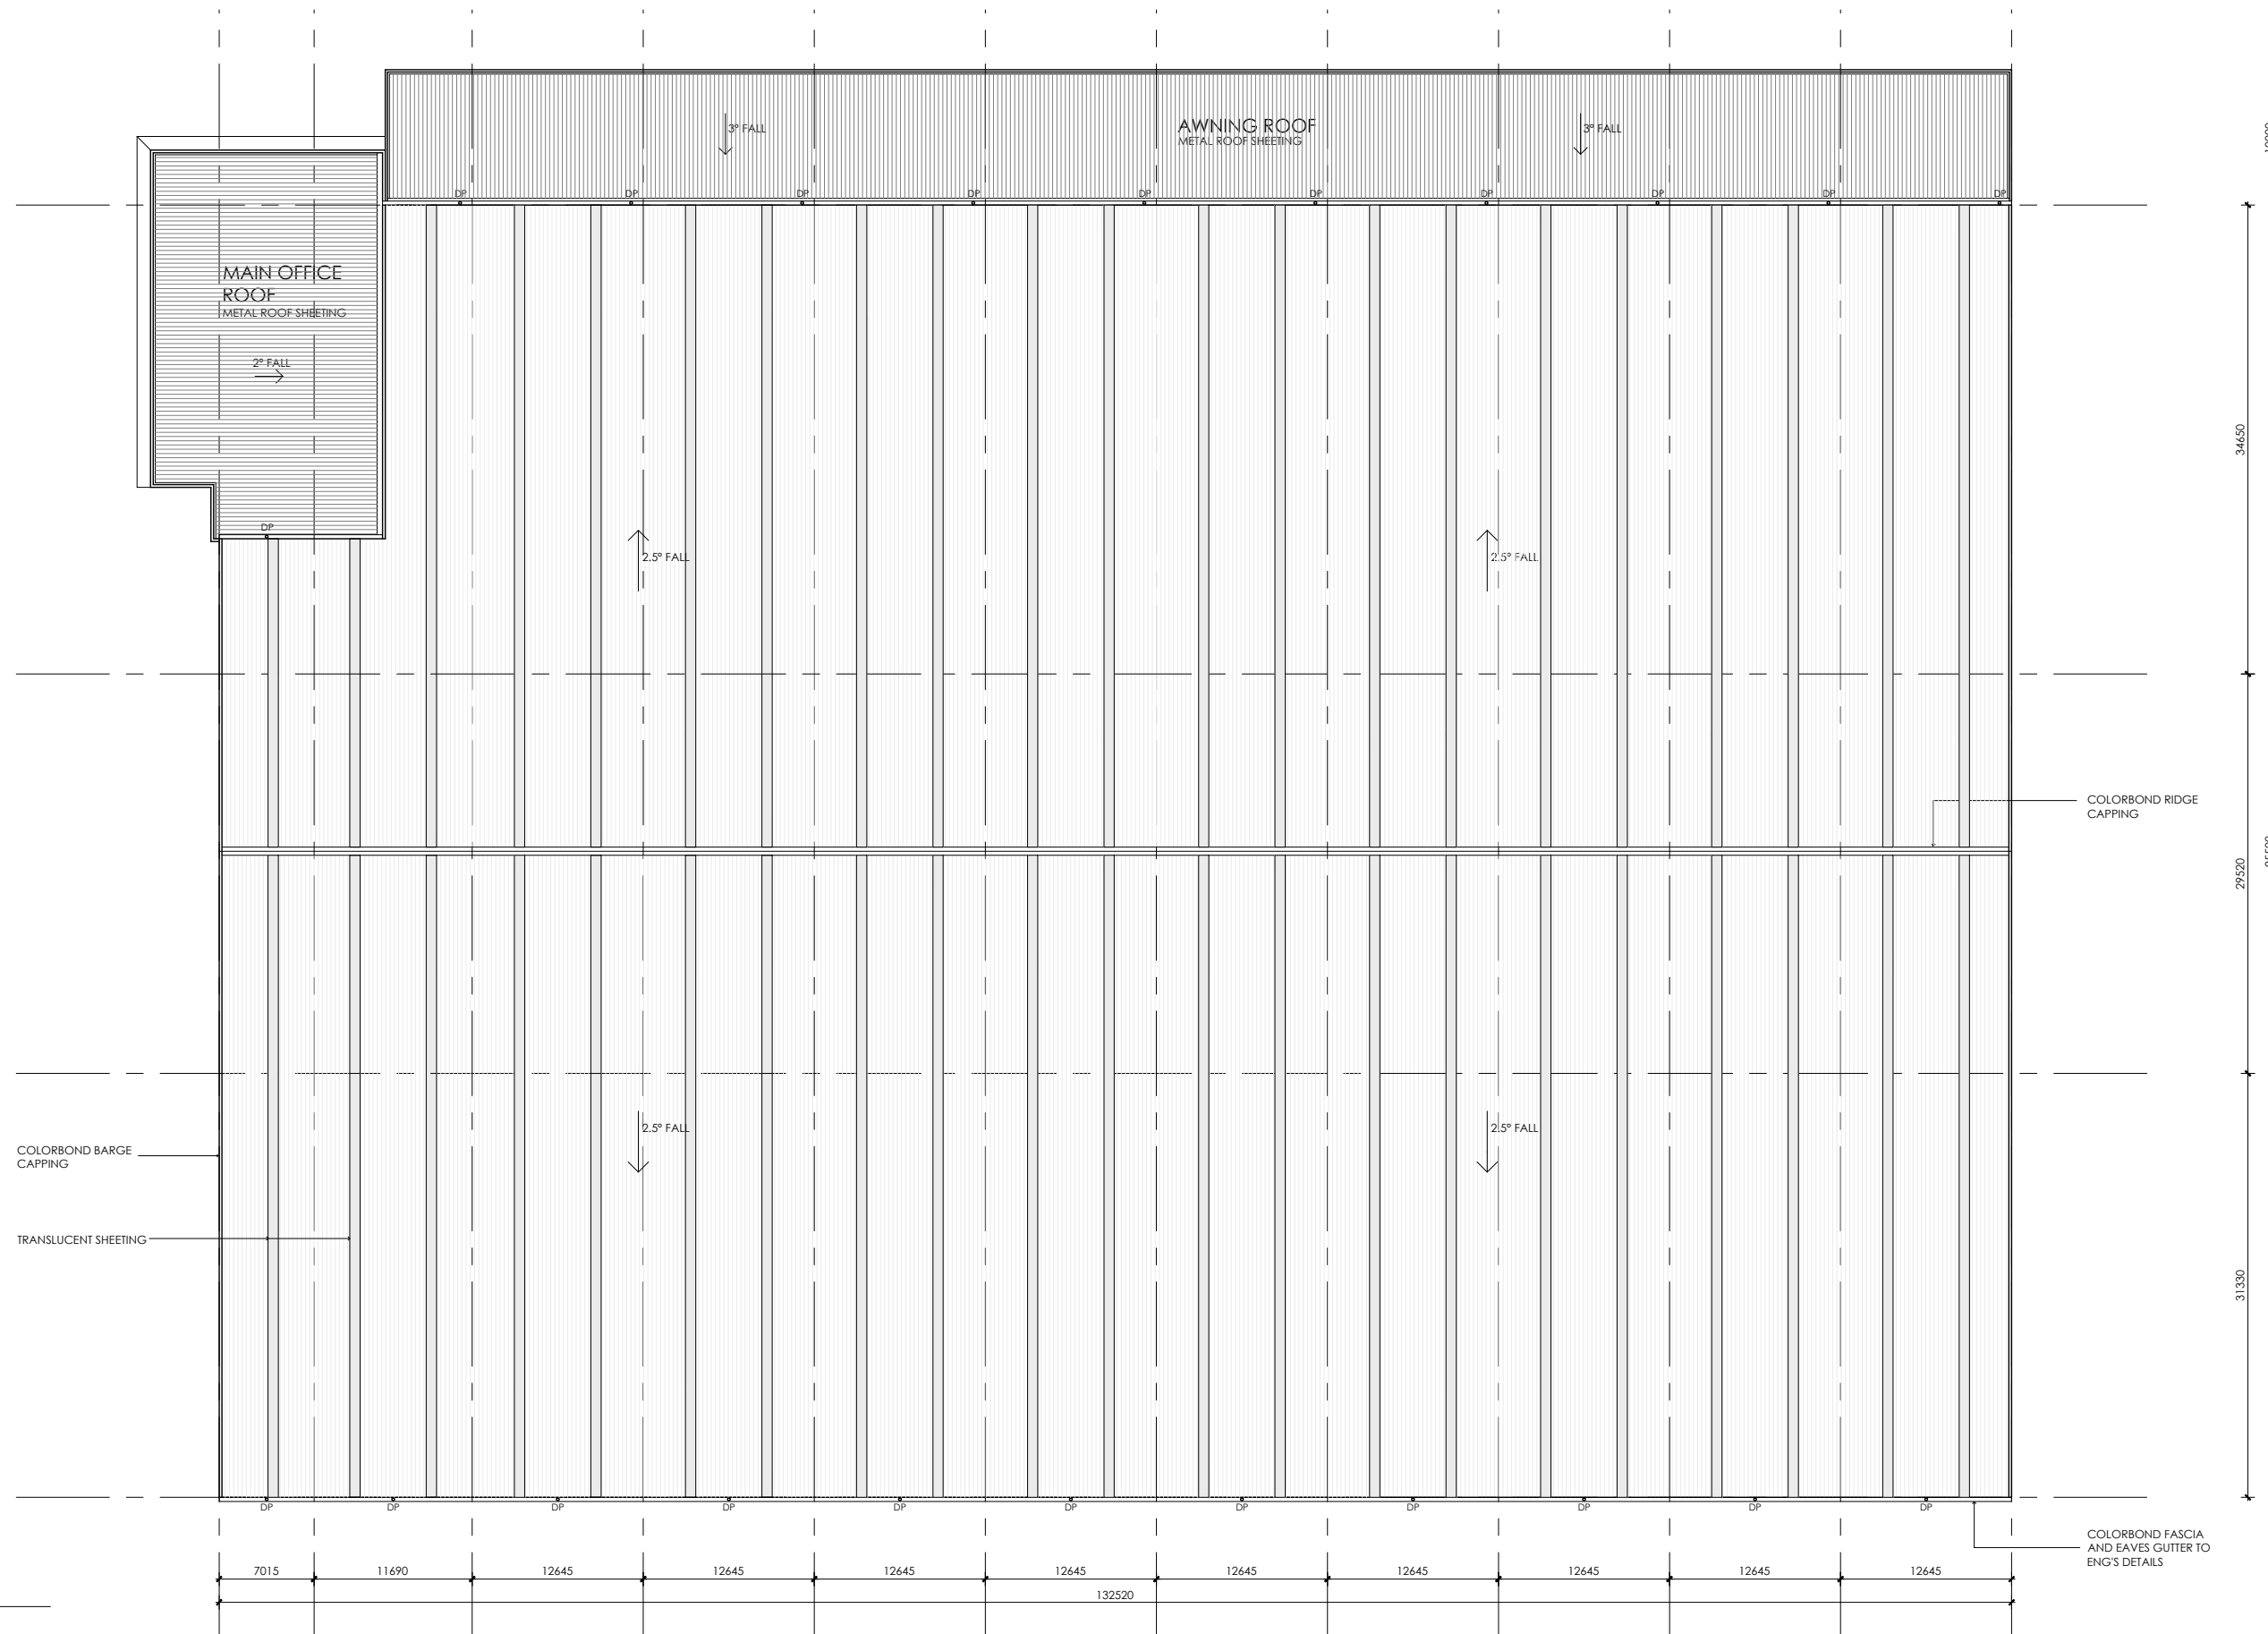 3° FALL
AWNING ROOF
METAL ROOF SHEETING
3° FALL
DP
DP
DP
DP
DP
DP
DP
DP
DP
DP
MAIN OFFICE
ROOF
METAL ROOF SHEETING
2° FALL
34650
DP
2.5° FALL
2.5° FALL
COLORBOND RIDGE
CAPPING
29520
2.5° FALL
2.5° FALL
COLORBOND BARGE
CAPPING
TRANSLUCENT SHEETING
31330
DP
DP
DP
DP
DP
DP
DP
DP
DP
DP
DP
COLORBOND FASCIA
AND EAVES GUTTER TO
ENG'S DETAILS
7015
11690
12645
12645
12645
12645
12645
12645
12645
12645
12645
132520